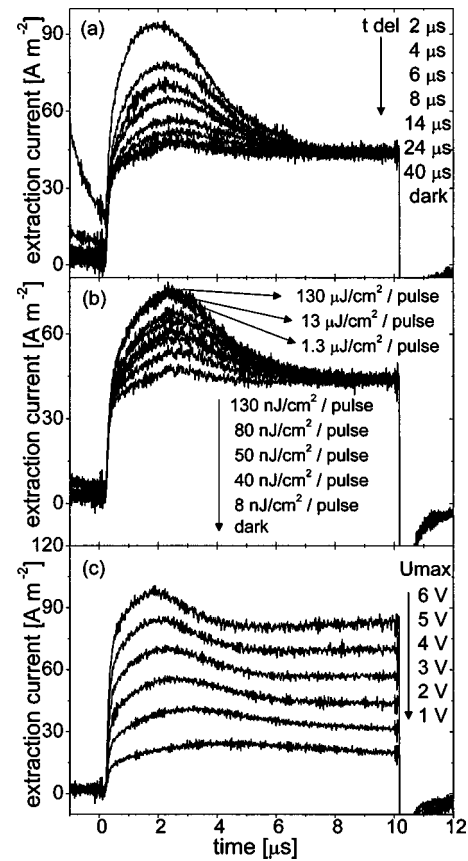 (a)
t del 2 μs
4 μs
6 μs
8 μs
14 μs
24 μs
40 μs
dark
extraction current [A m-2]
90
60
30
0
(b)
130 μJ/cm2 / pulse
13 μJ/cm2 / pulse
1.3 μJ/cm2 / pulse
130 nJ/cm2 / pulse
80 nJ/cm2 / pulse
50 nJ/cm2 / pulse
40 nJ/cm2 / pulse
8 nJ/cm2 / pulse
dark
extraction current [A m-2]
60
30
0
120
(c)
Umax
6 V
5 V
4 V
3 V
2 V
1 V
extraction current [A m-2]
90
60
30
0
0 2 4 6 8 10 12
time [μs]